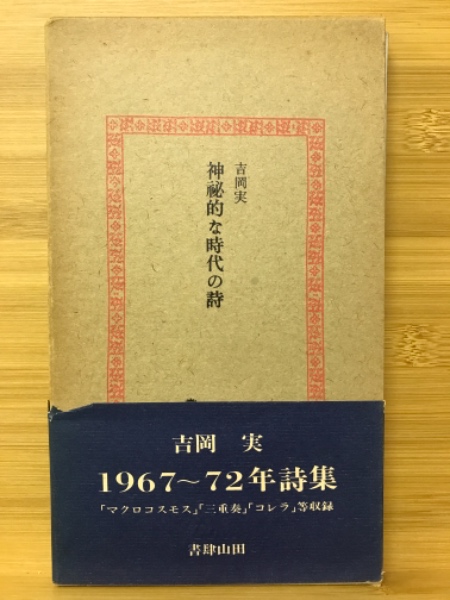 吉岡実
神秘的な時代の詩
吉岡 実
1967~72年詩集
「マクロコスモス」「三重奏」「コレラ」等収録
書肆山田